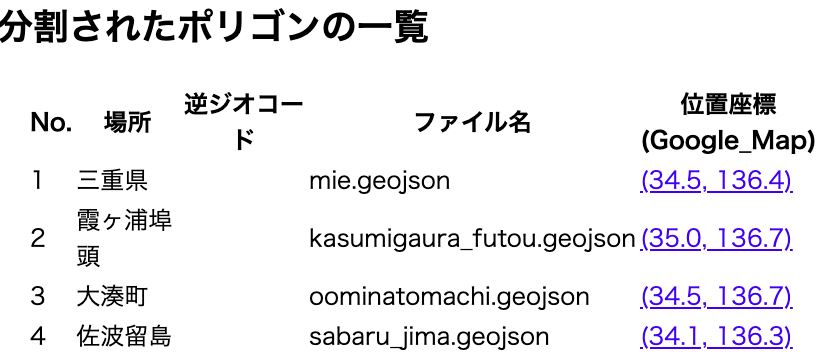 分割されたポリゴンの一覧
No. 場所 逆ジオコード ファイル名 位置座標(Google_Map)
1 三重県 mie.geojson (34.5, 136.4)
2 霞ヶ浦埠頭 kasumigaura_futou.geojson (35.0, 136.7)
3 大湊町 oominatomachi.geojson (34.5, 136.7)
4 佐波留島 sabaru_jima.geojson (34.1, 136.3)